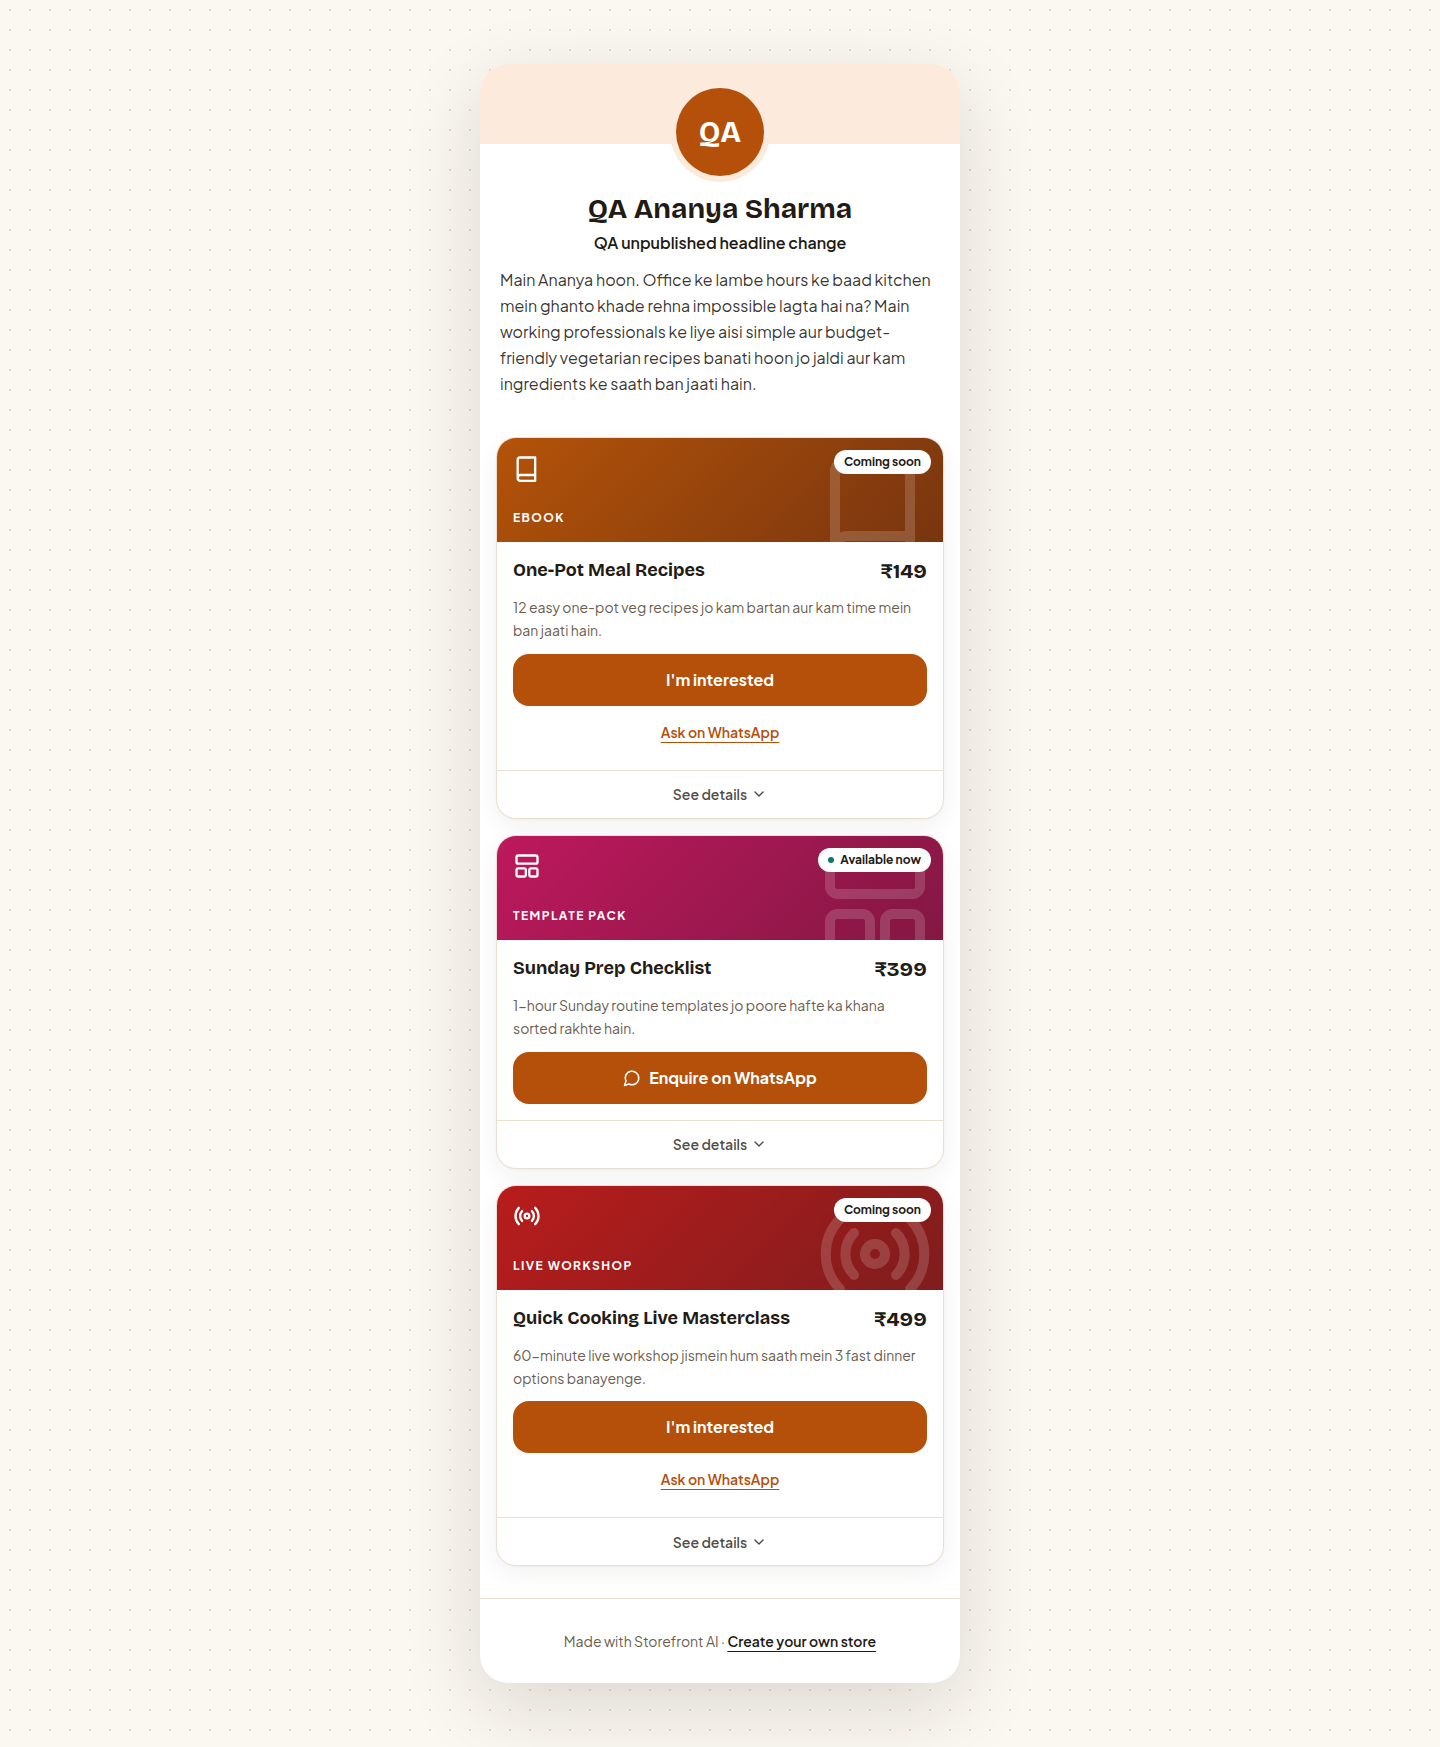 QA
QA Ananya Sharma
QA unpublished headline change
Main Ananya hoon. Office ke lambe hours ke baad kitchen
mein ghanto khade rehna impossible lagta hai na? Main
working professionals ke liye aisi simple aur budget-
friendly vegetarian recipes banati hoon jo jaldi aur kam
ingredients ke saath ban jaati hain.
Coming soon
EBOOK
One-Pot Meal Recipes ₹149
12 easy one-pot veg recipes jo kam bartan aur kam time mein
ban jaati hain.
I'm interested
Ask on WhatsApp
See details
Available now
TEMPLATE PACK
Sunday Prep Checklist ₹399
1-hour Sunday routine templates jo poore hafte ka khana
sorted rakhte hain.
Enquire on WhatsApp
See details
Coming soon
LIVE WORKSHOP
Quick Cooking Live Masterclass ₹499
60-minute live workshop jismein hum saath mein 3 fast dinner
options banayenge.
I'm interested
Ask on WhatsApp
See details
Made with Storefront AI · Create your own store